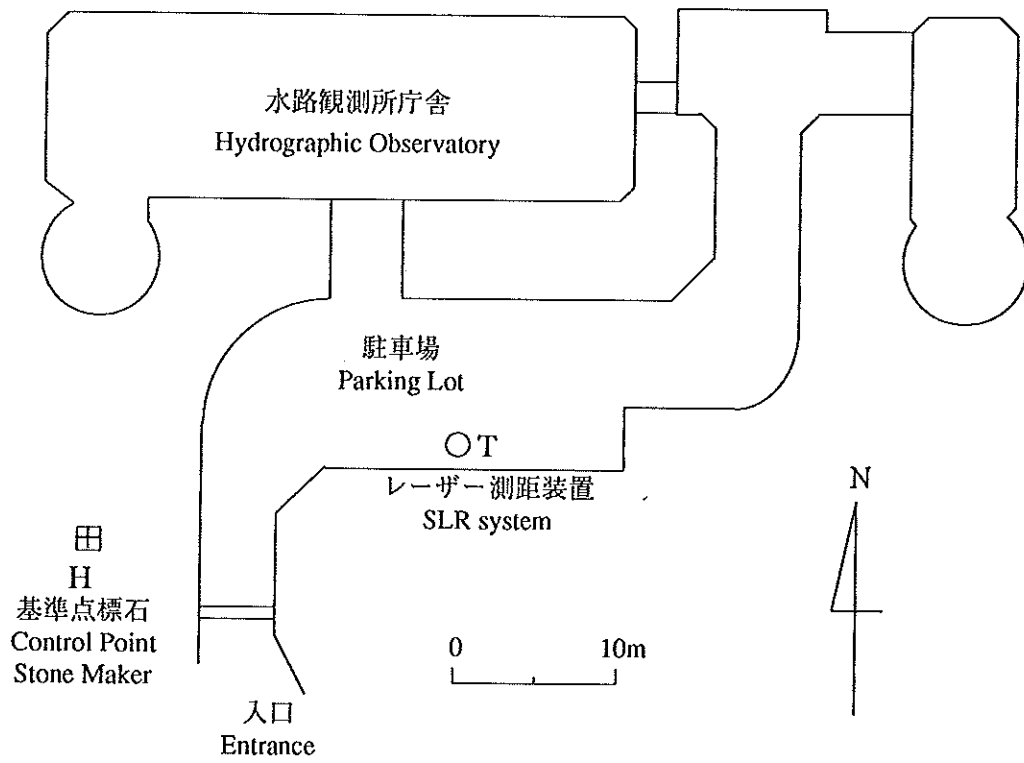 水路観測所庁舎
Hydrographic Observatory
駐車場
Parking Lot
T
レーザー測距装置
SLR system
N
H
基準点標石
Control Point
Stone Maker
0 10m
入口
Entrance